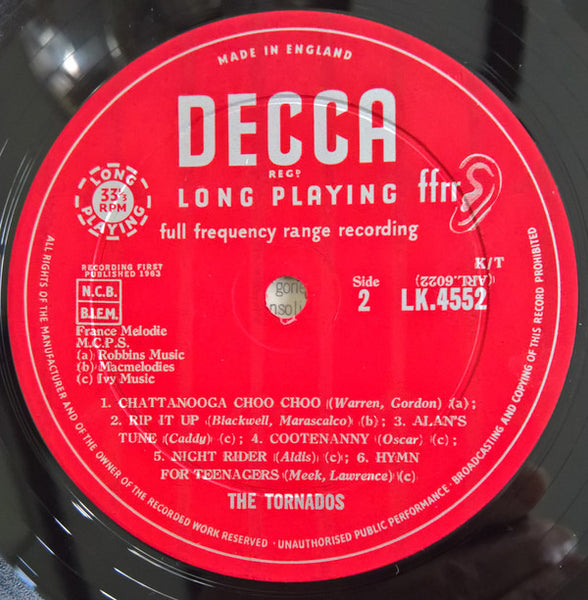 MADE IN ENGLAND
DECCA
REGD
LONG PLAYING
ffrr
LONG 33⅓ RPM PLAYING
full frequency range recording
RECORDING FIRST
PUBLISHED 1963
N.C.B.
B.I.E.M.
K/T
(ARL.6022)
Side
2
LK.4552
gone
nsol
France Melodie
M.C.P.S.
(a) Robbins Music
(b) Macmelodies
(c) Ivy Music
1. CHATTANOOGA CHOO CHOO (Warren, Gordon) (a);
2. RIP IT UP (Blackwell, Marascalco) (b); 3. ALAN'S
TUNE (Caddy) (c); 4. COOTENANNY (Oscar) (c);
5. NIGHT RIDER (Aldis) (c); 6. HYMN
FOR TEENAGERS (Meek, Lawrence) (c)
THE TORNADOS
ALL RIGHTS OF THE MANUFACTURER AND OF THE OWNER OF THE RECORDED WORK RESERVED · UNAUTHORISED PUBLIC PERFORMANCE · BROADCASTING AND COPYING OF THIS RECORD PROHIBITED